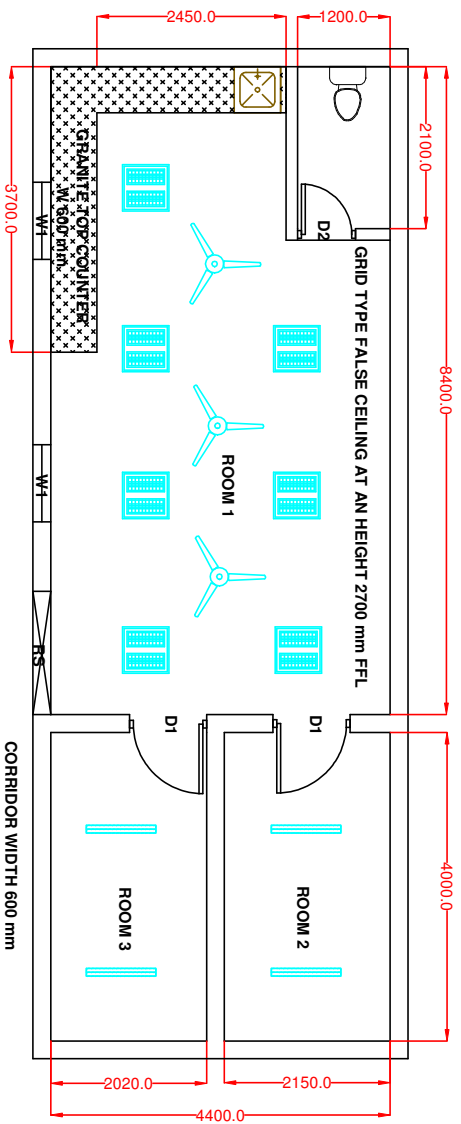 2450.0
1200.0
2100.0
3700.0
8400.0
GRANITE TOP COUNTER
W 600 mm
W1
D2
GRID TYPE FALSE CEILING AT AN HEIGHT 2700 mm FFL
ROOM 1
W1
RS
D1
D1
CORRIDOR WIDTH 600 mm
4000.0
ROOM 3
ROOM 2
2020.0
2150.0
4400.0